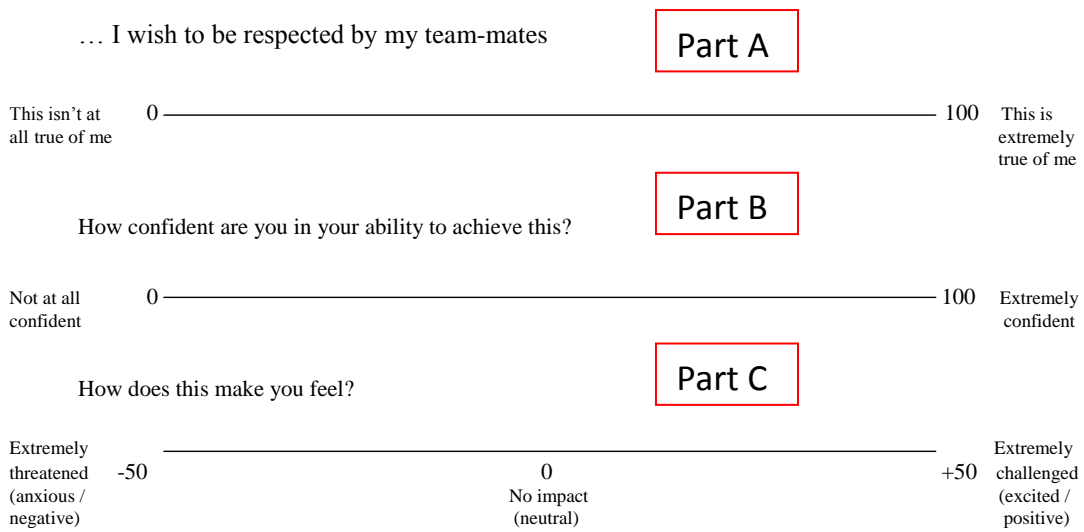 … I wish to be respected by my team-mates
Part A
This isn’t at
all true of me
0
100
This is
extremely
true of me
Part B
How confident are you in your ability to achieve this?
Not at all
confident
0
100
Extremely
confident
Part C
How does this make you feel?
Extremely
threatened
(anxious /
negative)
-50
0
No impact
(neutral)
+50
Extremely
challenged
(excited /
positive)